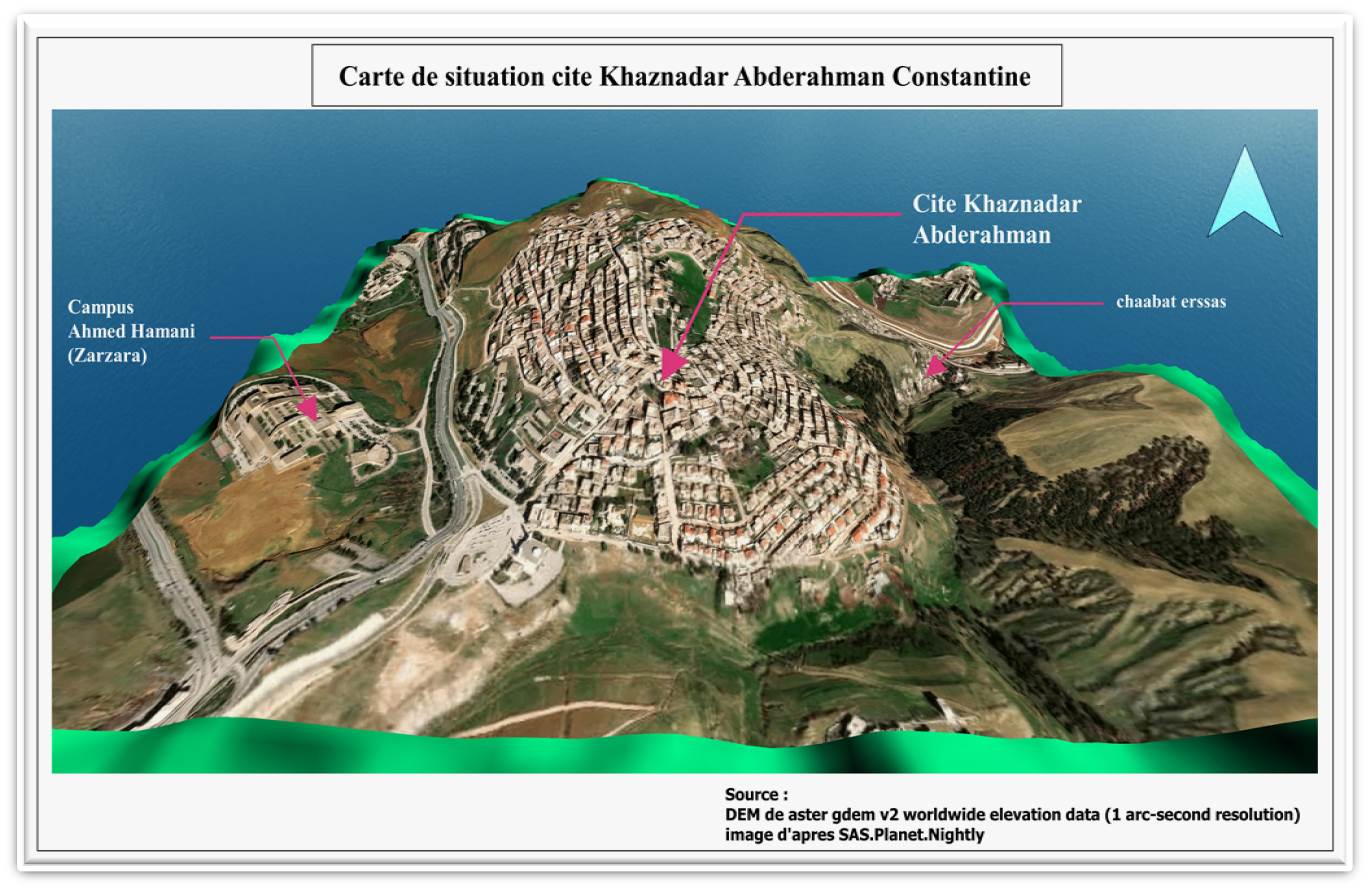 Carte de situation cite Khaznadar Abderahman Constantine
Cite Khaznadar
Abderahman
chaabat erssas
Campus
Ahmed Hamani
(Zarzara)
Source :
DEM de aster gdem v2 worldwide elevation data (1 arc-second resolution)
image d'apres SAS.Planet.Nightly